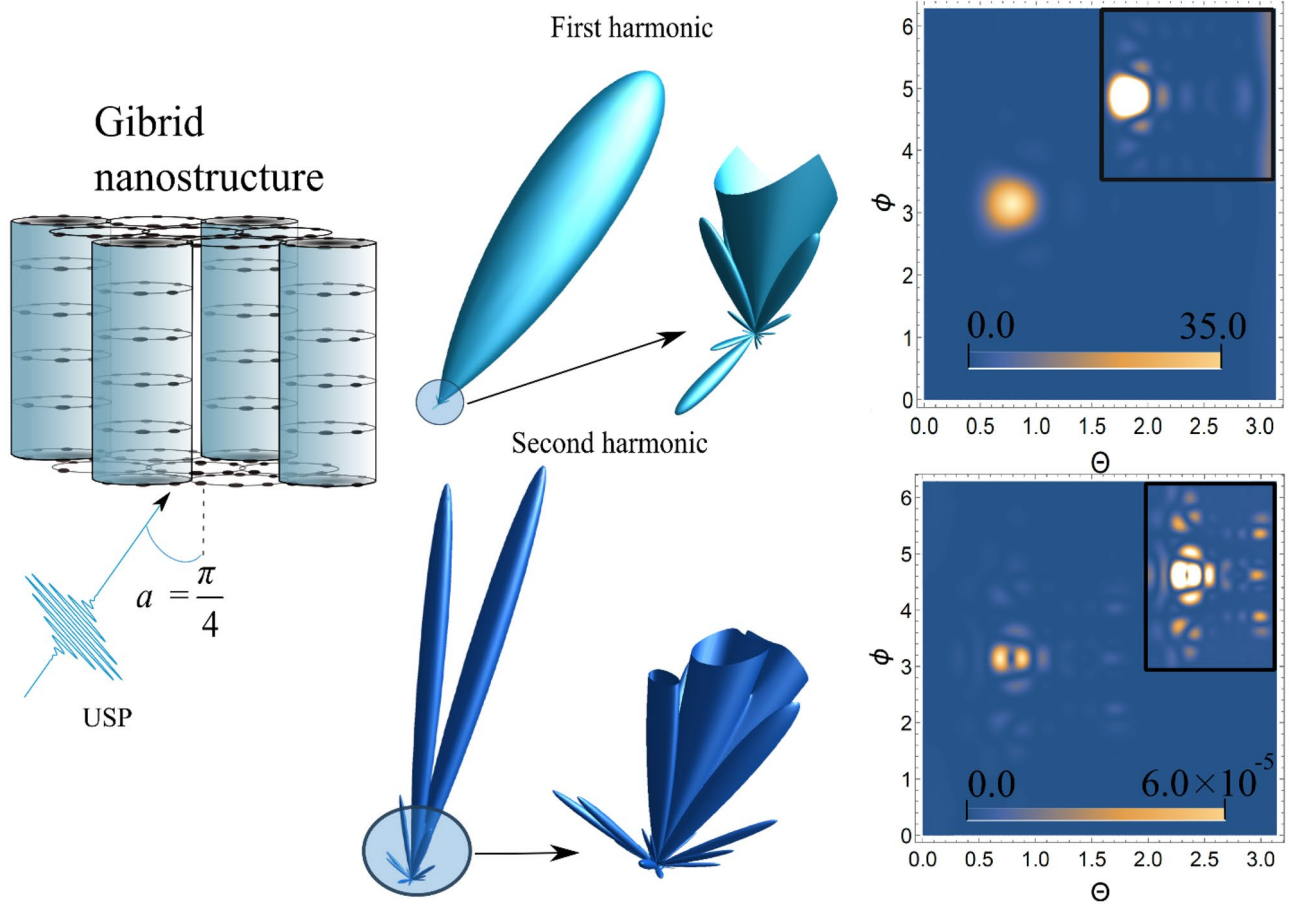 First harmonic
Gibrid
nanostructure
a = π/4
USP
Second harmonic
6
5
4
ϕ
3
2
1
0
0.0 35.0
0.0 0.5 1.0 1.5 2.0 2.5 3.0
Θ
6
5
4
ϕ
3
2
1
0
0.0 6.0×10⁻⁵
0.0 0.5 1.0 1.5 2.0 2.5 3.0
Θ